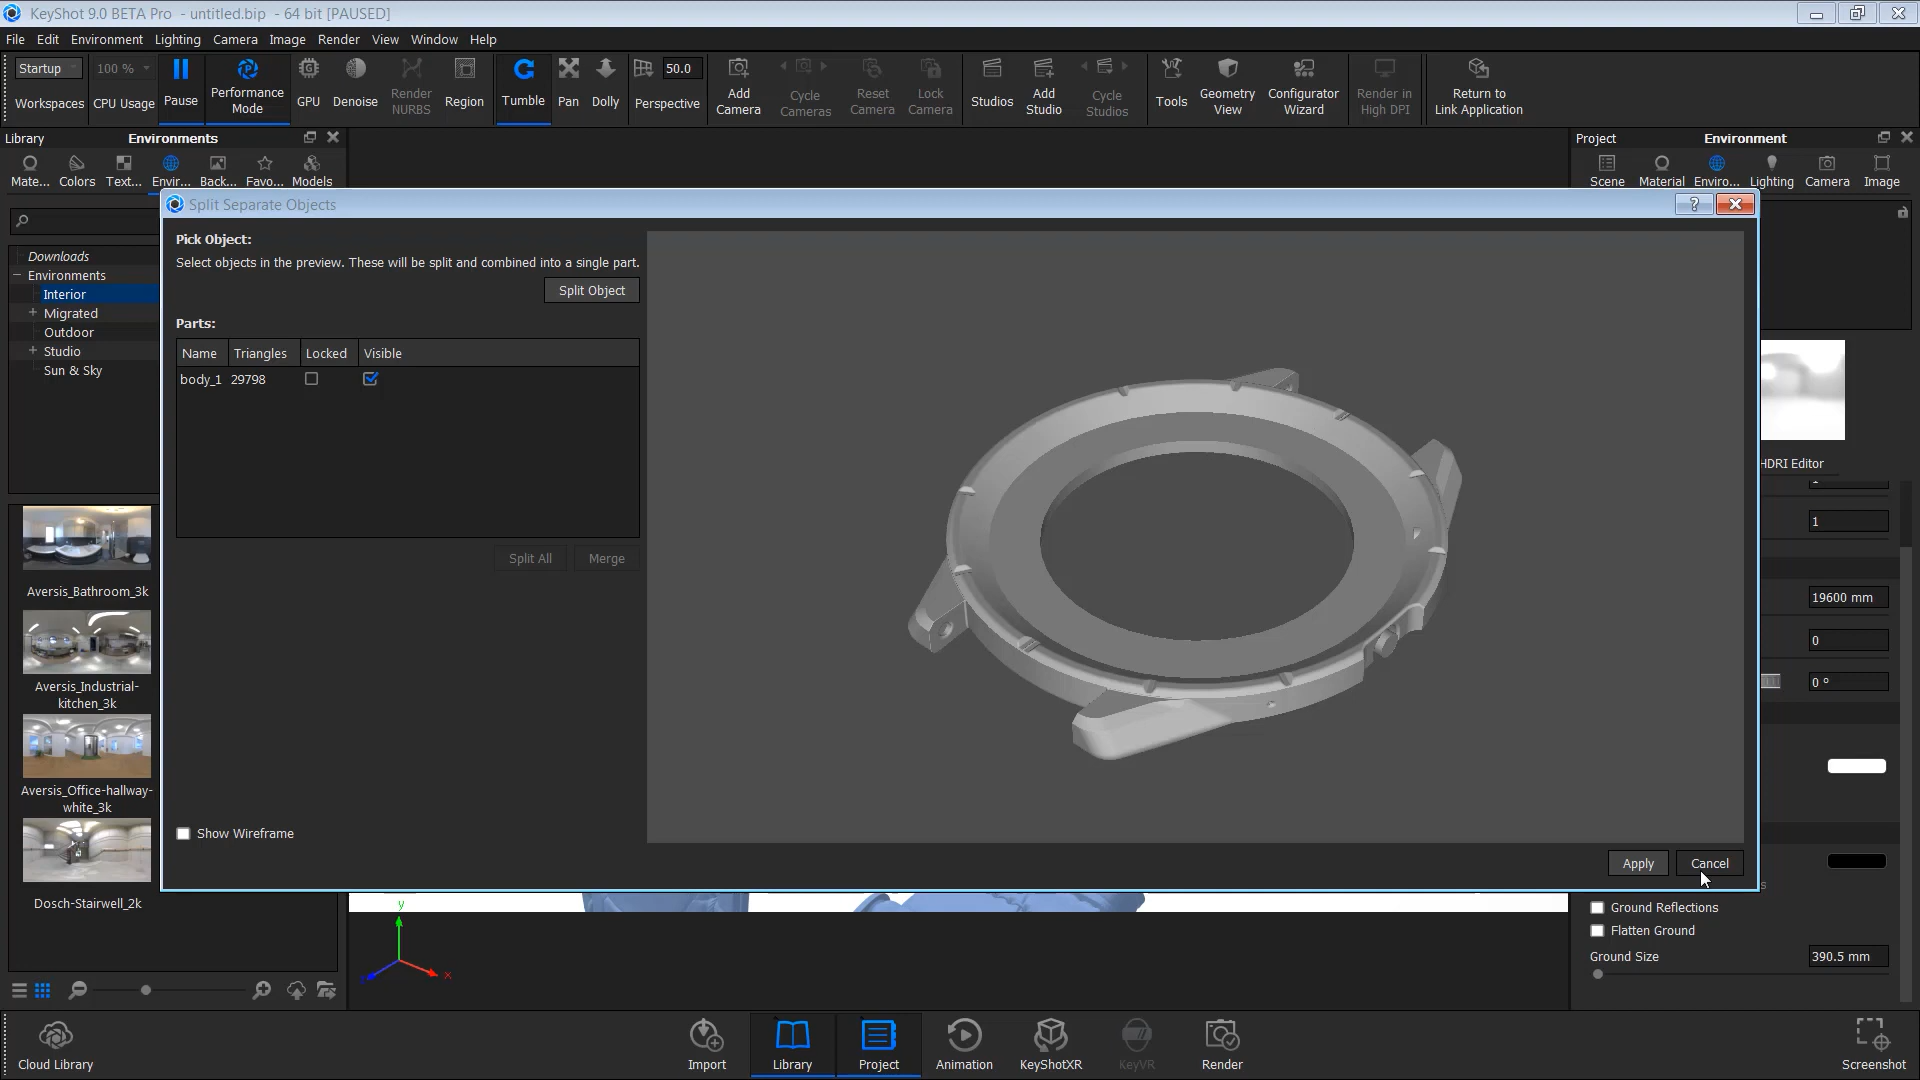 KeyShot 9.0 BETA Pro - untitled.bip - 64 bit [PAUSED]
File Edit Environment Lighting Camera Image Render View Window Help
Startup 100 % 50.0
Workspaces CPU Usage Pause Performance Mode GPU Denoise Render NURBS Region Tumble Pan Dolly Perspective Add Camera Cycle Cameras Reset Camera Lock Camera Studios Add Studio Cycle Studios Tools Geometry View Configurator Wizard Render in High DPI Return to Link Application
Library Environments
Mate... Colors Text... Envir... Back... Favo... Models
Project Environment
Scene Material Enviro... Lighting Camera Image
Downloads
Environments
Interior
Migrated
Outdoor
Studio
Sun & Sky
Aversis_Bathroom_3k
Aversis_Industrial-
kitchen_3k
Aversis_Office-hallway-
white_3k
Dosch-Stairwell_2k
Split Separate Objects
?
Pick Object:
Select objects in the preview. These will be split and combined into a single part.
Split Object
Parts:
Name Triangles Locked Visible
body_1 29798
Split All Merge
Show Wireframe
Apply Cancel
HDRI Editor
1
19600 mm
0
0 °
Ground Reflections
Flatten Ground
Ground Size 390.5 mm
y
x
Cloud Library Import Library Project Animation KeyShotXR KeyVR Render Screenshot